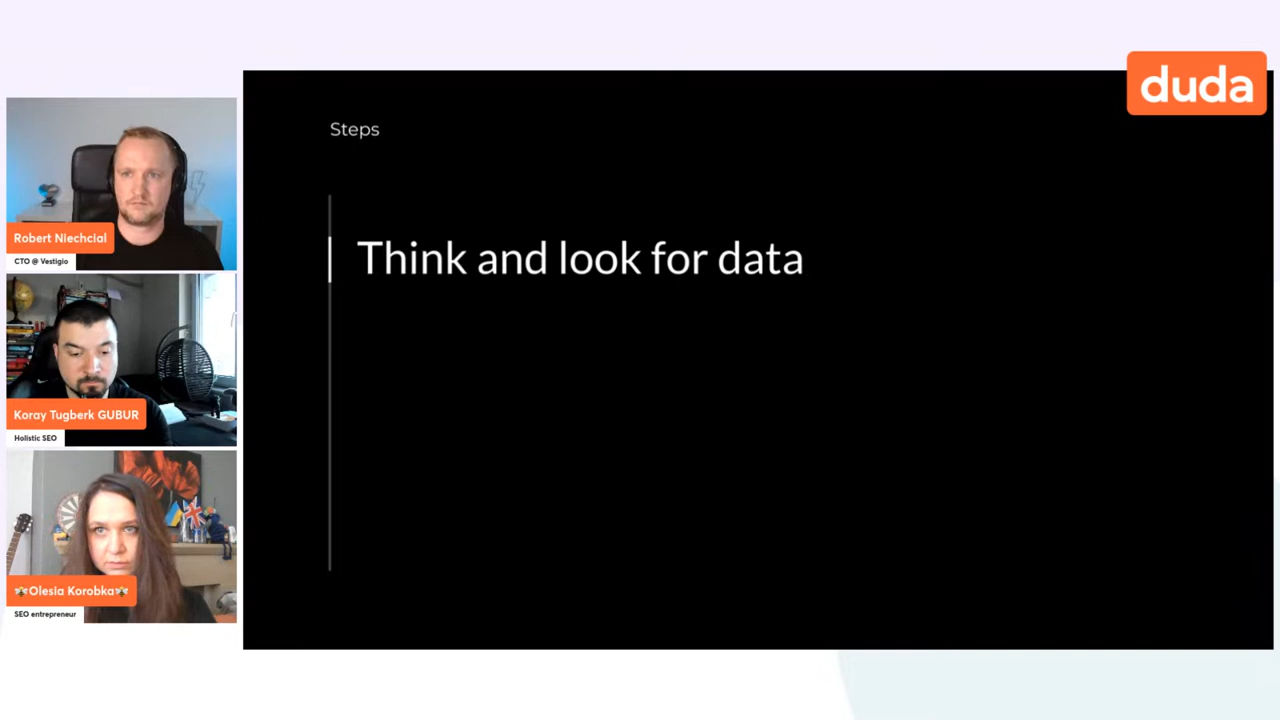 duda
Steps
Think and look for data
Robert Niechcial
CTO @ Vestigio
Koray Tugberk GUBUR
Holistic SEO
🐝Olesia Korobka🐝
SEO entrepreneur